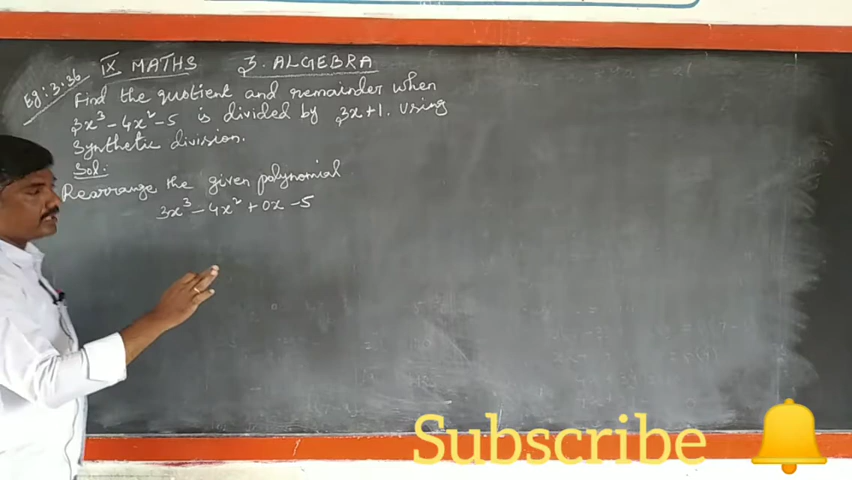 IX MATHS 3. ALGEBRA
Eg: 3.36
Find the quotient and remainder when
3x³ - 4x² - 5 is divided by 3x+1. using
Synthetic division.
Sol:
Rearrange the given polynomial
3x³ - 4x² + 0x - 5
Subscribe